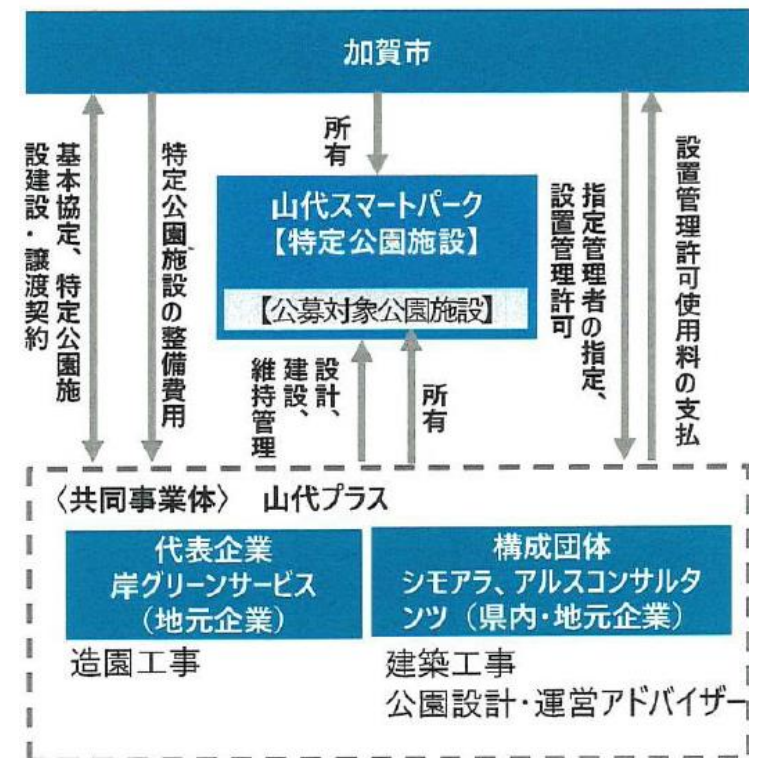 加賀市
基本協定、特定公園施
設建設・譲渡契約
特定公園施設の整備費用
所有
山代スマートパーク
【特定公園施設】
【公募対象公園施設】
指定管理者の指定、
設置管理許可
設置管理許可使用料の支払
設計、
建設、
維持管理
所有
〈共同事業体〉 山代プラス
代表企業
岸グリーンサービス
（地元企業）
造園工事
構成団体
シモアラ、アルスコンサルタ
ンツ（県内・地元企業）
建築工事
公園設計・運営アドバイザー